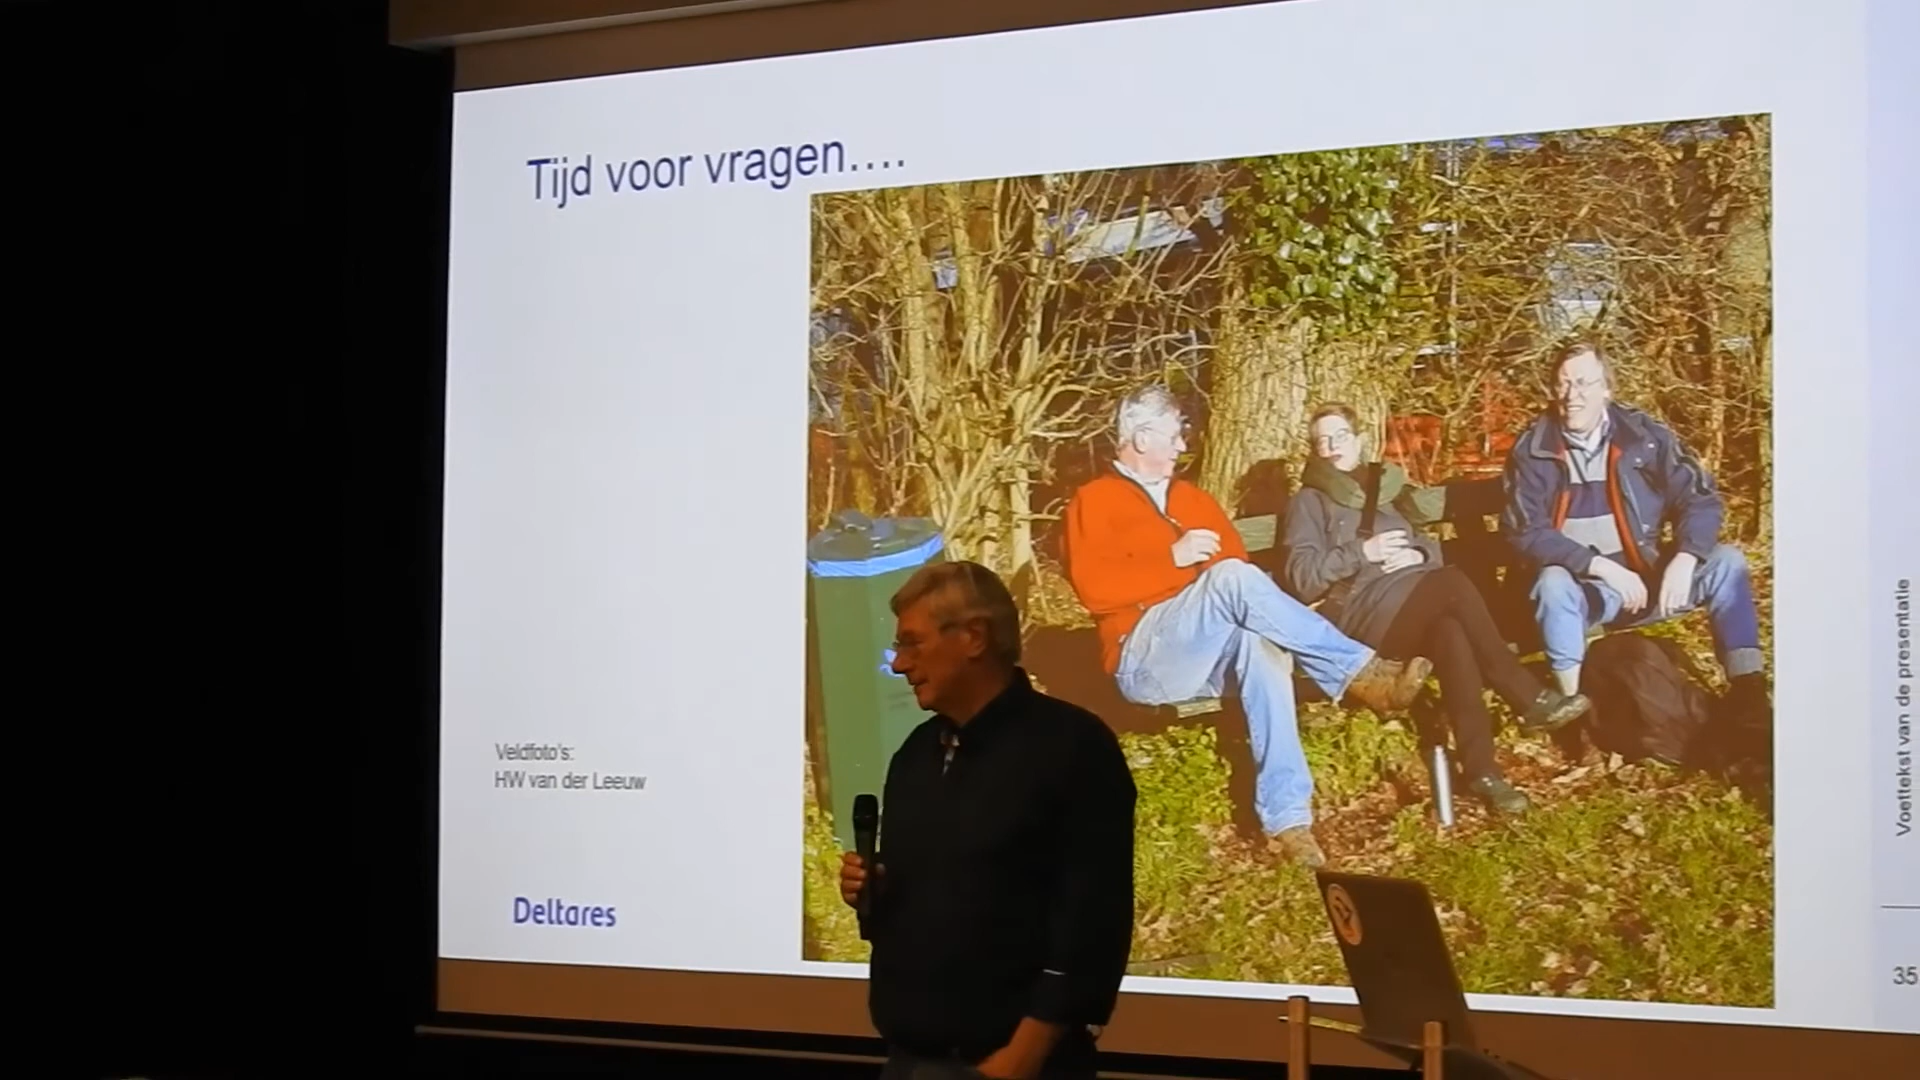 Tijd voor vragen....
Veldfoto's:
HW van der Leeuw
Deltares
Voettekst van de presentatie
35